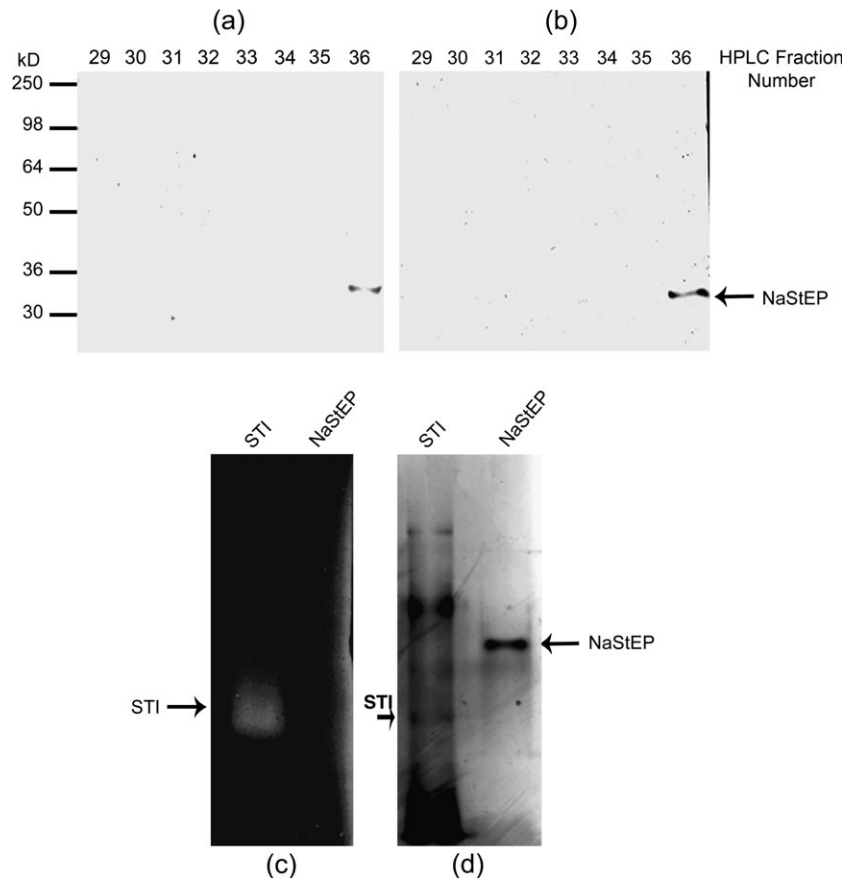 (a) (b)
kD 29 30 31 32 33 34 35 36 29 30 31 32 33 34 35 36 HPLC Fraction
Number
250
98
64
50
36
30
NaStEP
STI NaStEP STI NaStEP
NaStEP
STI STI
(c) (d)